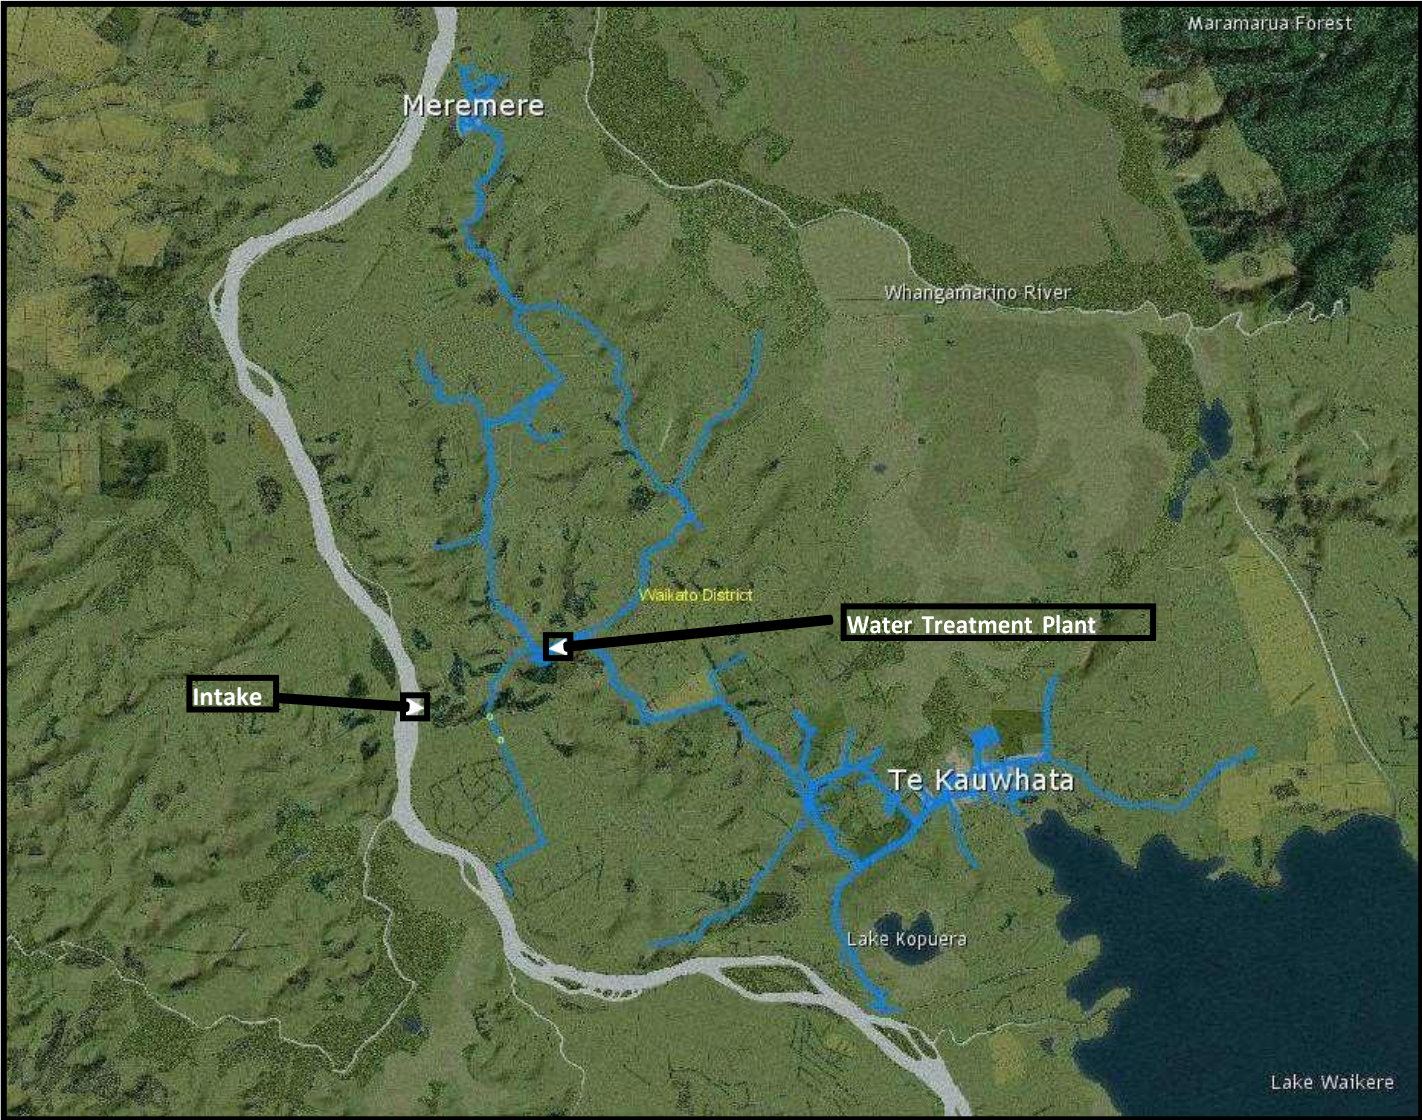 Maramarua Forest
Meremere
Whangamarino River
Waikato District
Water Treatment Plant
Intake
Te Kauwhata
Lake Kopuera
Lake Waikere